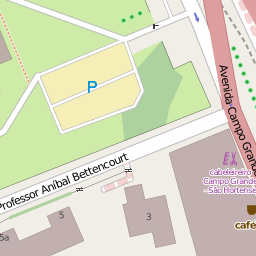 P
Avenida Campo Grande
Professor Aníbal Bettencourt
cabeleireiro
Campo Grande
- São Hortense
café
5
3
5a